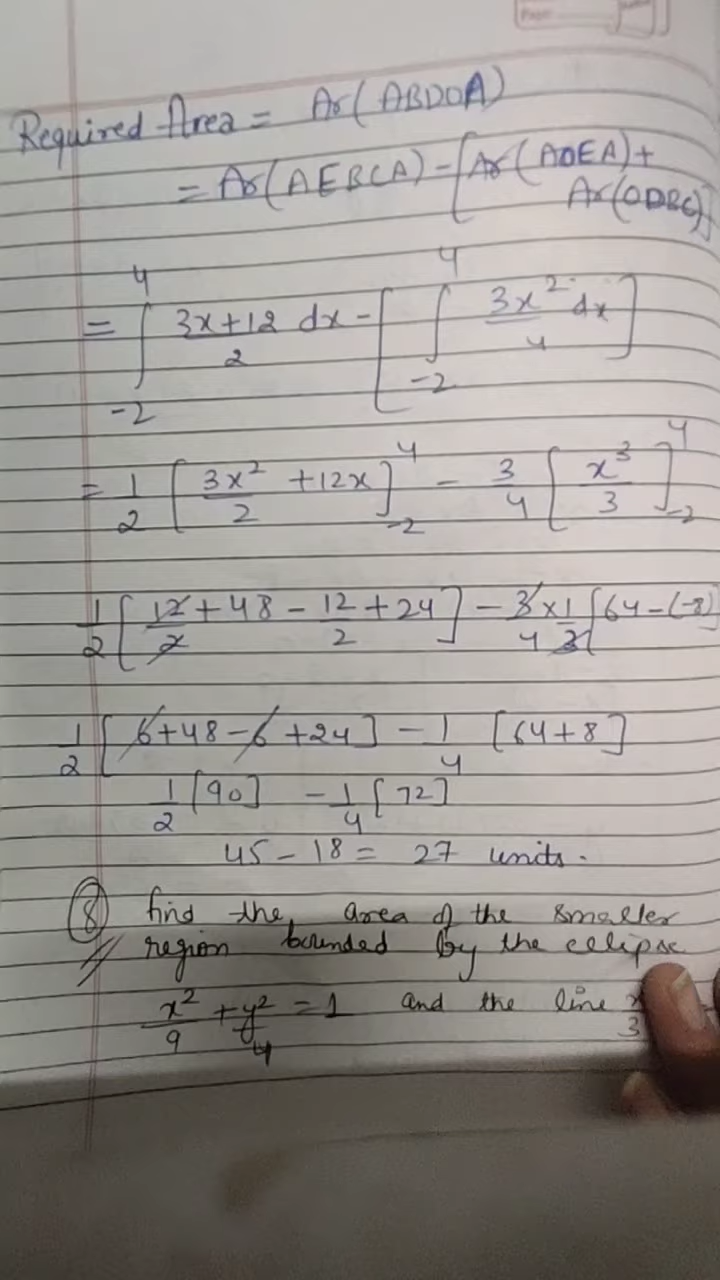 Required Area = Ar(ABDOA)
= Ar(AEBCA) - [Ar(AOEA) +
Ar(ODBC)]
= ∫_{-2}^{4} (3x+12)/2 dx - [∫_{-2}^{4} 3x²/4 dx]
= 1/2 [3x²/2 + 12x]_{-2}^{4} - 3/4 [x³/3]_{-2}^{4}
1/2 [12/2 + 48 - 12/2 + 24] - 3/4 × 1/3 [64 - (-8)]
1/2 [6 + 48 - 6 + 24] - 1/4 [64 + 8]
1/2 [90] - 1/4 [72]
45 - 18 = 27 units.
(8) find the area of the smaller
region bounded by the ellipse
x²/9 + y²/4 = 1 and the line x/3